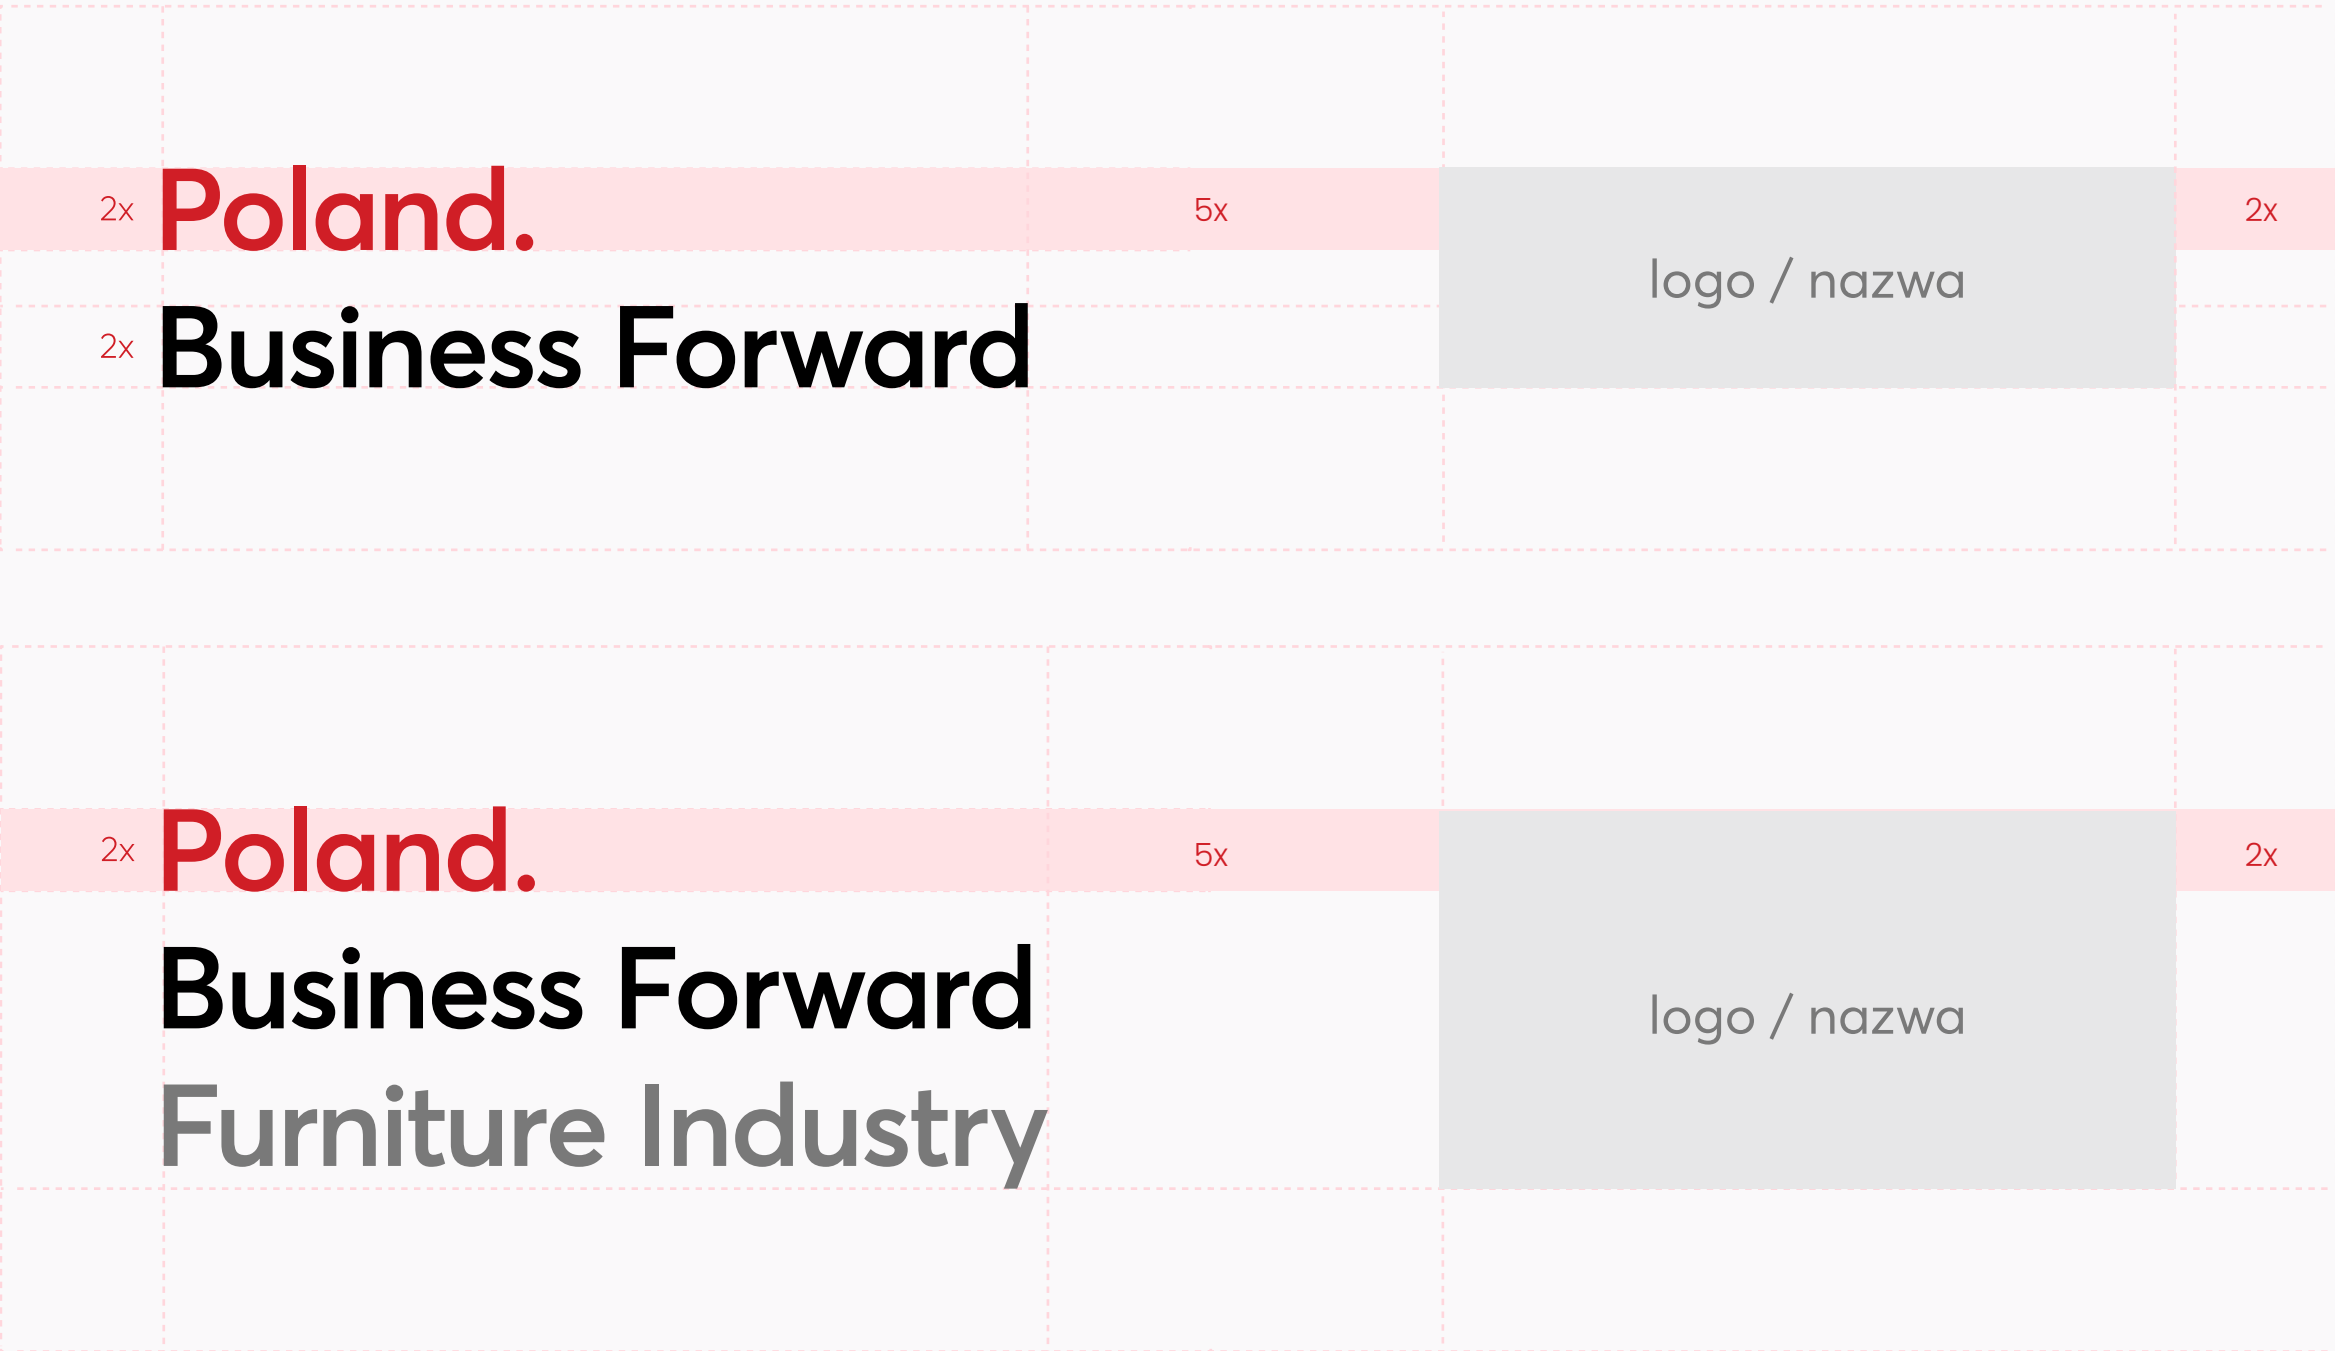 2x Poland. 5x 2x
logo / nazwa
2x Business Forward
2x Poland. 5x 2x
Business Forward
logo / nazwa
Furniture Industry